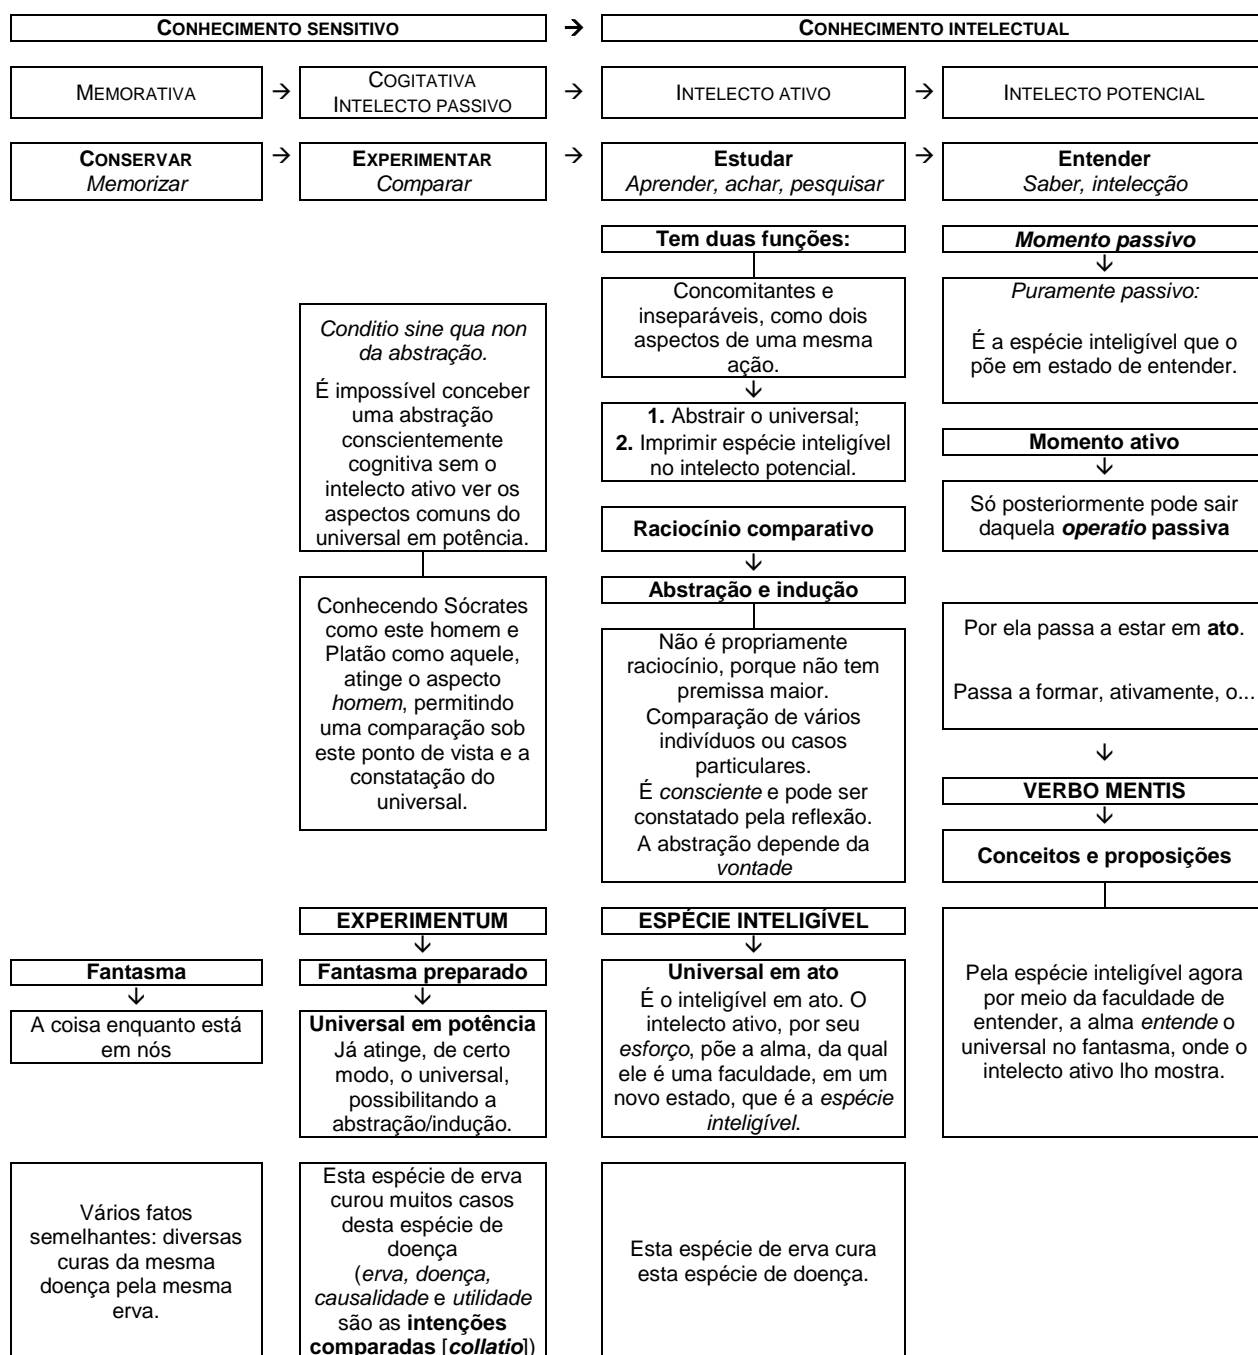 CONHECIMENTO SENSITIVO → CONHECIMENTO INTELECTUAL
MEMORATIVA → COGITATIVA
INTELECTO PASSIVO → INTELECTO ATIVO → INTELECTO POTENCIAL
CONSERVAR
Memorizar
→
EXPERIMENTAR
Comparar
→
Estudar
Aprender, achar, pesquisar
→
Entender
Saber, intelecção
Conditio sine qua non
da abstração.
É impossível conceber
uma abstração
conscientemente
cognitiva sem o
intelecto ativo ver os
aspectos comuns do
universal em potência.
Conhecendo Sócrates
como este homem e
Platão como aquele,
atinge o aspecto
homem, permitindo
uma comparação sob
este ponto de vista e a
constatação do
universal.
Tem duas funções:
Concomitantes e
inseparáveis, como dois
aspectos de uma mesma
ação.
↓
1. Abstrair o universal;
2. Imprimir espécie inteligível
no intelecto potencial.
Raciocínio comparativo
↓
Abstração e indução
Não é propriamente
raciocínio, porque não tem
premissa maior.
Comparação de vários
indivíduos ou casos
particulares.
É consciente e pode ser
constatado pela reflexão.
A abstração depende da
vontade
Momento passivo
↓
Puramente passivo:
É a espécie inteligível que o
põe em estado de entender.
Momento ativo
↓
Só posteriormente pode sair
daquela operatio passiva
Por ela passa a estar em ato.
Passa a formar, ativamente, o...
↓
VERBO MENTIS
↓
Conceitos e proposições
Pela espécie inteligível agora
por meio da faculdade de
entender, a alma entende o
universal no fantasma, onde o
intelecto ativo lho mostra.
Fantasma
↓
A coisa enquanto está
em nós
EXPERIMENTUM
↓
Fantasma preparado
↓
Universal em potência
Já atinge, de certo
modo, o universal,
possibilitando a
abstração/indução.
ESPÉCIE INTELIGÍVEL
↓
Universal em ato
É o inteligível em ato. O
intelecto ativo, por seu
esforço, põe a alma, da qual
ele é uma faculdade, em um
novo estado, que é a espécie
inteligível.
Vários fatos
semelhantes: diversas
curas da mesma
doença pela mesma
erva.
Esta espécie de erva
curou muitos casos
desta espécie de
doença
(erva, doença,
causalidade e utilidade
são as intenções
comparadas [collatio])
Esta espécie de erva cura
esta espécie de doença.